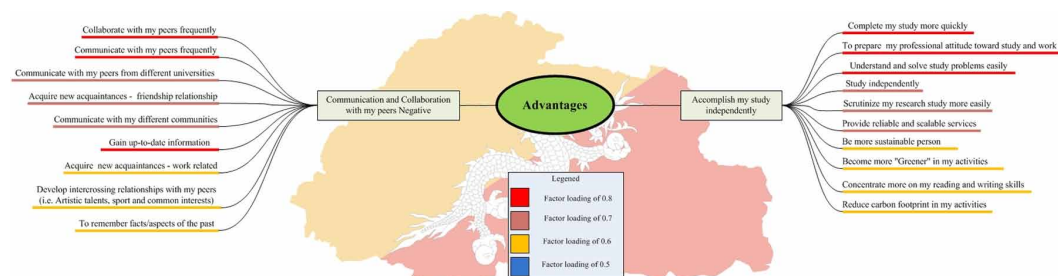 Collaborate with my peers frequently
Communicate with my peers frequently
Communicate with my peers from different universities
Acquire new acquaintances - friendship relationship
Communicate with my different communities
Gain up-to-date information
Acquire new acquaintances - work related
Develop intercrossing relationships with my peers
(i.e. Artistic talents, sport and common interests)
To remember facts/aspects of the past
Communication and Collaboration
with my peers Negative
Advantages
Accomplish my study
independently
Complete my study more quickly
To prepare my professional attitude toward study and work
Understand and solve study problems easily
Study independently
Scrutinize my research study more easily
Provide reliable and scalable services
Be more sustainable person
Become more "Greener" in my activities
Concentrate more on my reading and writing skills
Reduce carbon footprint in my activities
Legened
Factor loading of 0.8
Factor loading of 0.7
Factor loading of 0.6
Factor loading of 0.5